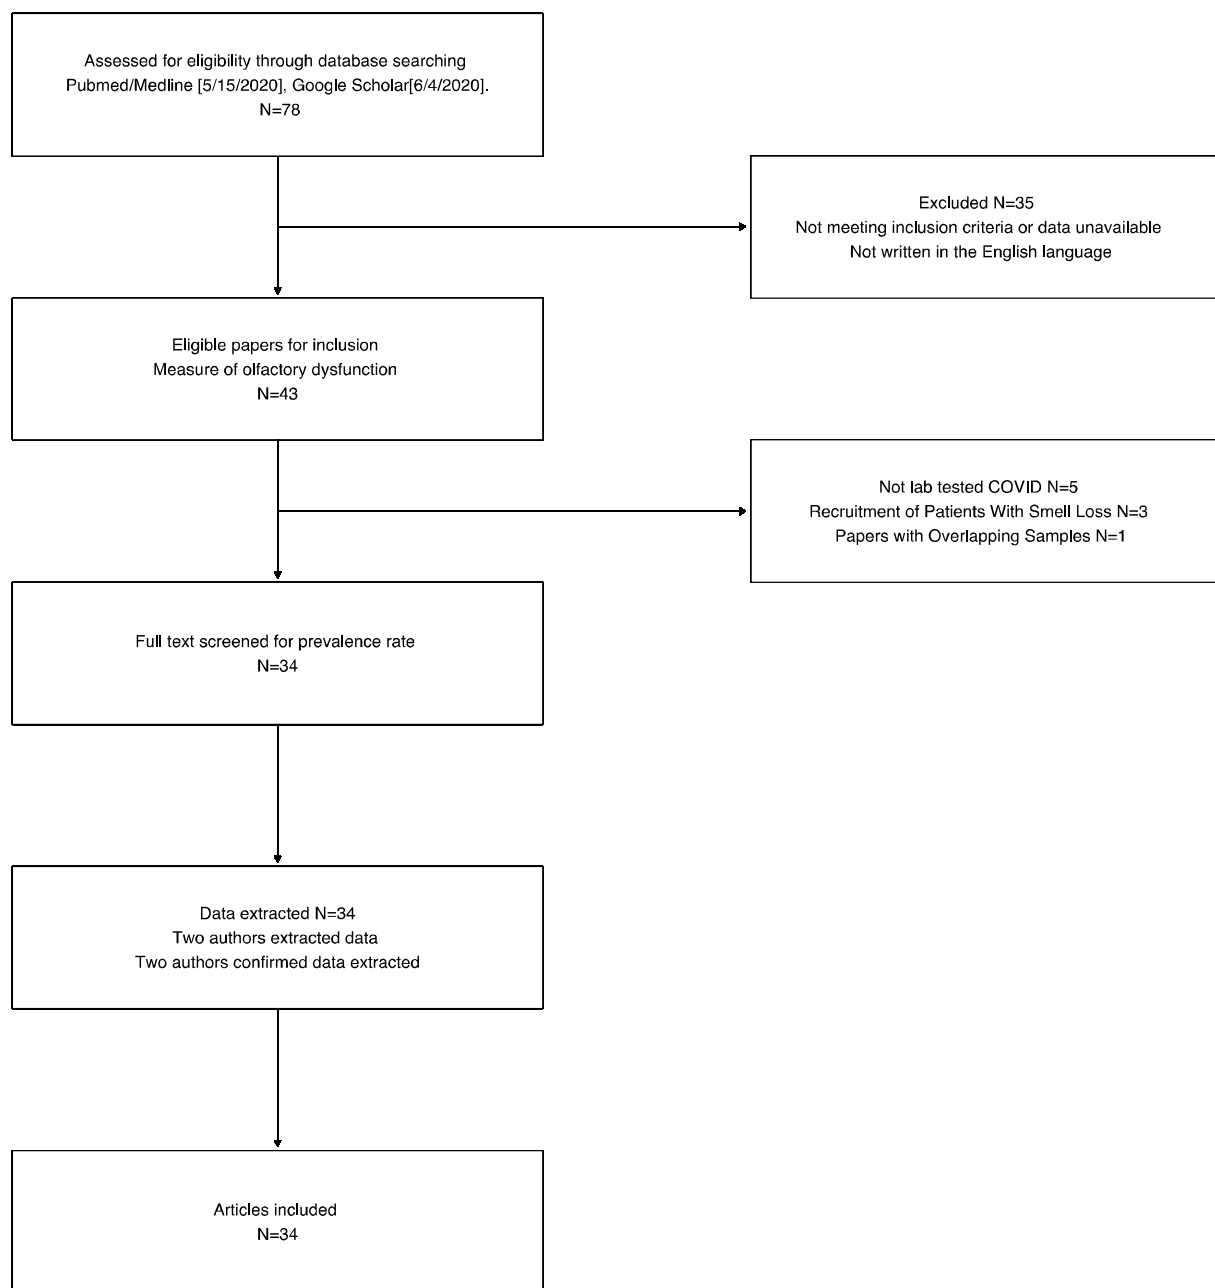 Assessed for eligibility through database searching
Pubmed/Medline [5/15/2020], Google Scholar[6/4/2020].
N=78
Excluded N=35
Not meeting inclusion criteria or data unavailable
Not written in the English language
Eligible papers for inclusion
Measure of olfactory dysfunction
N=43
Not lab tested COVID N=5
Recruitment of Patients With Smell Loss N=3
Papers with Overlapping Samples N=1
Full text screened for prevalence rate
N=34
Data extracted N=34
Two authors extracted data
Two authors confirmed data extracted
Articles included
N=34